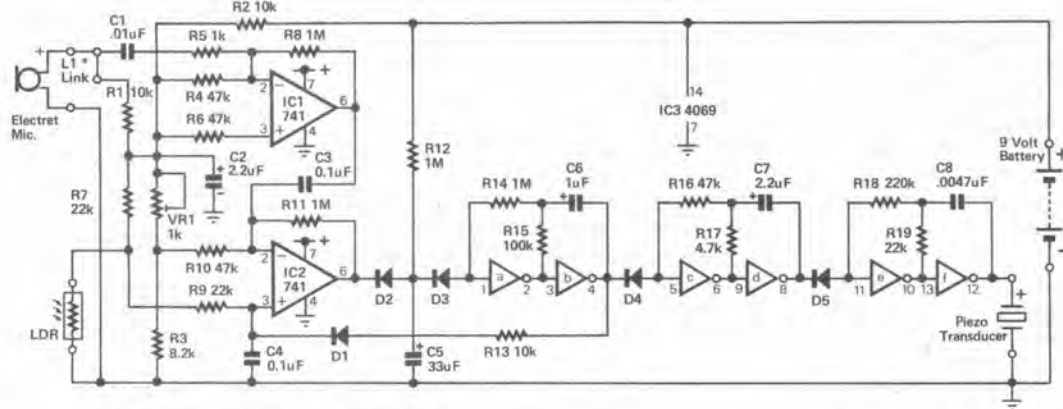 R2 10k
C1
.01uF
R5 1k
R8 1M
+
L1 *
Link
R1 10k
R4 47k
R6 47k
2
−
3
+
7
+
4
6
IC1
741
Electret
Mic.
C2
2.2uF
+
−
C3
0.1uF
R7
22k
VR1
1k
R11 1M
R10 47k
R9 22k
2
−
3
+
7
+
4
6
IC2
741
LDR
R3
8.2k
C4
0.1uF
D1
D2
D3
R12
1M
R13 10k
+
C5
33uF
14
IC3 4069
7
R14 1M
C6
1uF
+
R15
100k
1
a
2
3
b
4
D4
R16 47k
C7
2.2uF
+
R17
4.7k
5
c
6
9
d
8
D5
R18 220k
C8
.0047uF
R19
22k
11
e
10
13
f
12
9 Volt
Battery
+
−
+
Piezo
Transducer